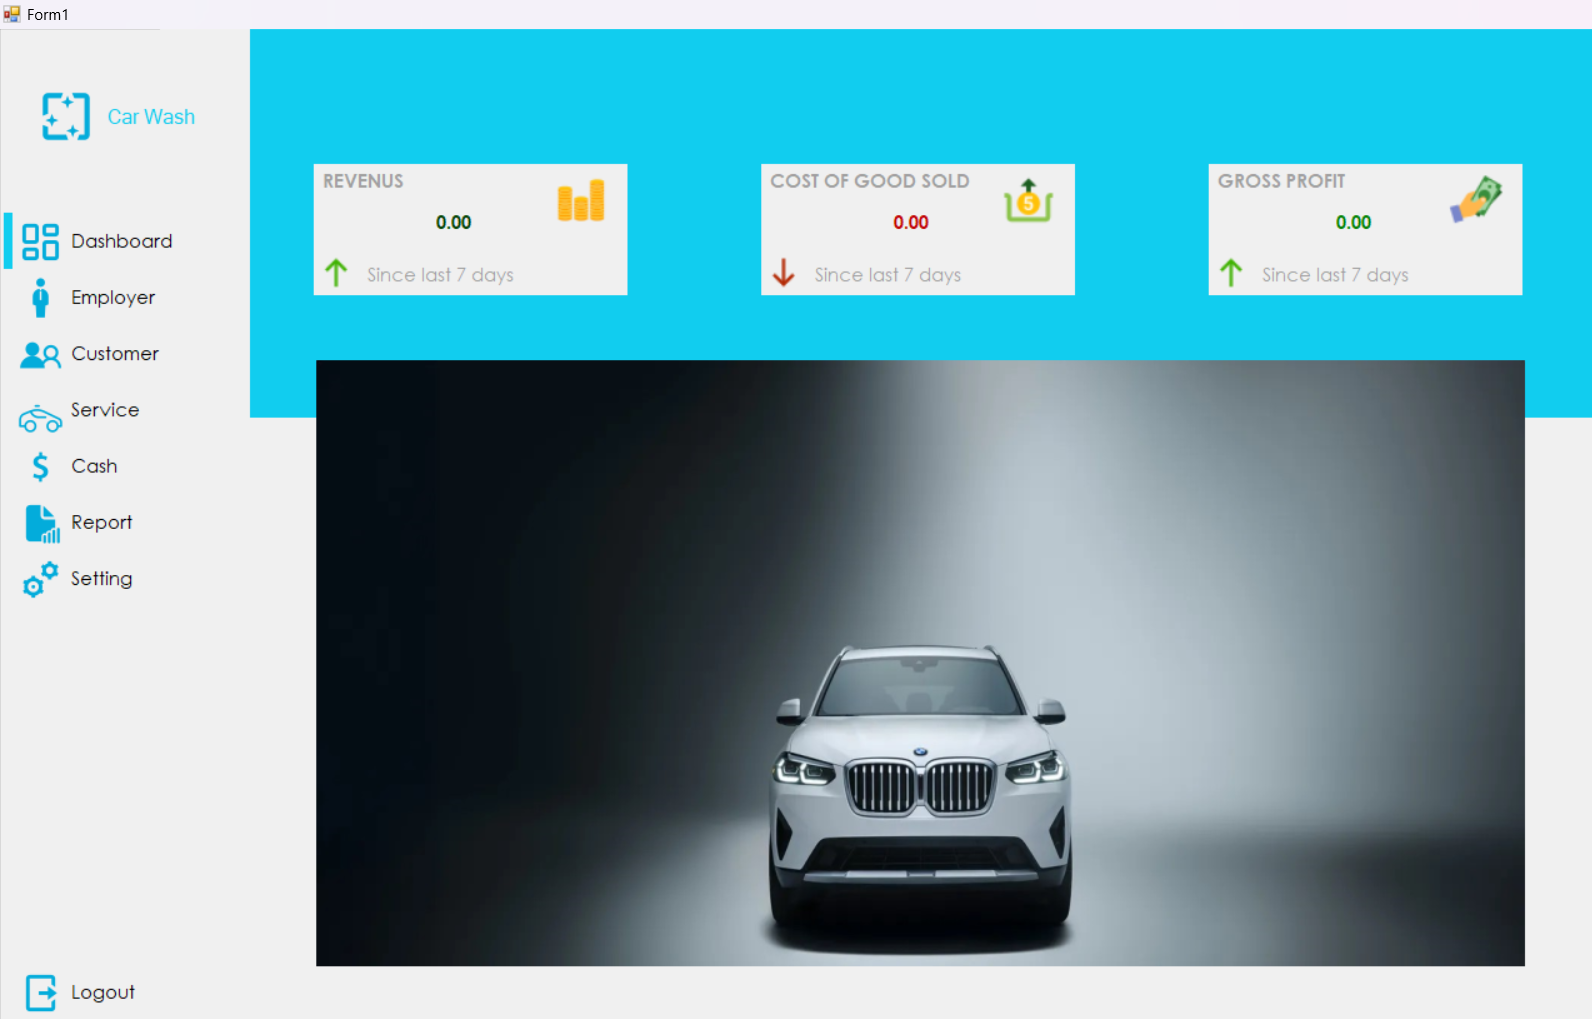 Form1
Car Wash
Dashboard
Employer
Customer
Service
Cash
Report
Setting
Logout
REVENUS
0.00
Since last 7 days
COST OF GOOD SOLD
5
0.00
Since last 7 days
GROSS PROFIT
0.00
Since last 7 days